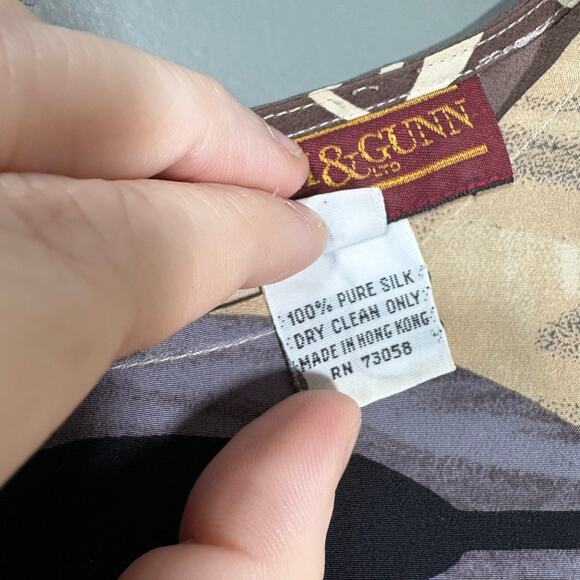 &GUNN
LTD
100% PURE SILK
DRY CLEAN ONLY
MADE IN HONG KONG
RN 73058